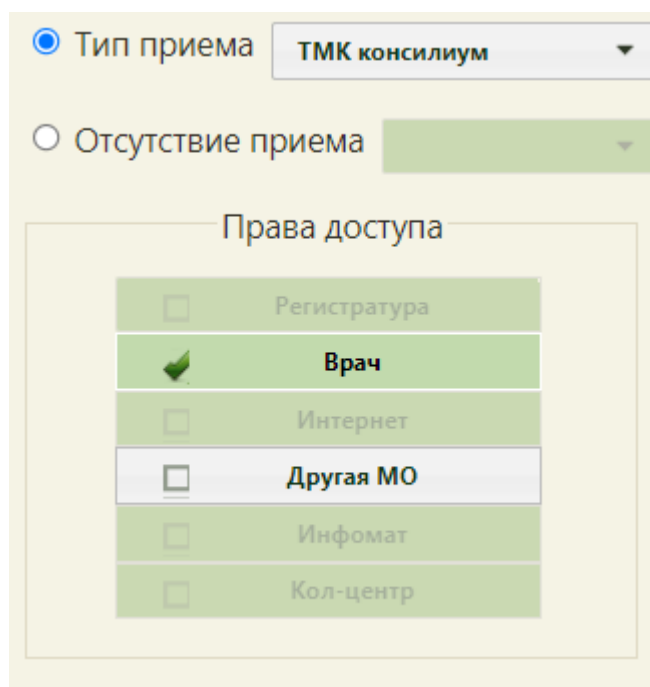 Тип приема ТМК консилиум
Отсутствие приема
Права доступа
Регистратура
Врач
Интернет
Другая МО
Инфомат
Кол-центр